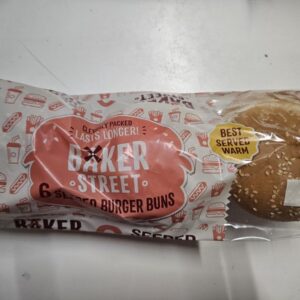 LASTS LONGER!
BAKER
STREET
6 SEEDED BURGER BUNS
BEST
SERVED
WARM
BAKER
SEEDED